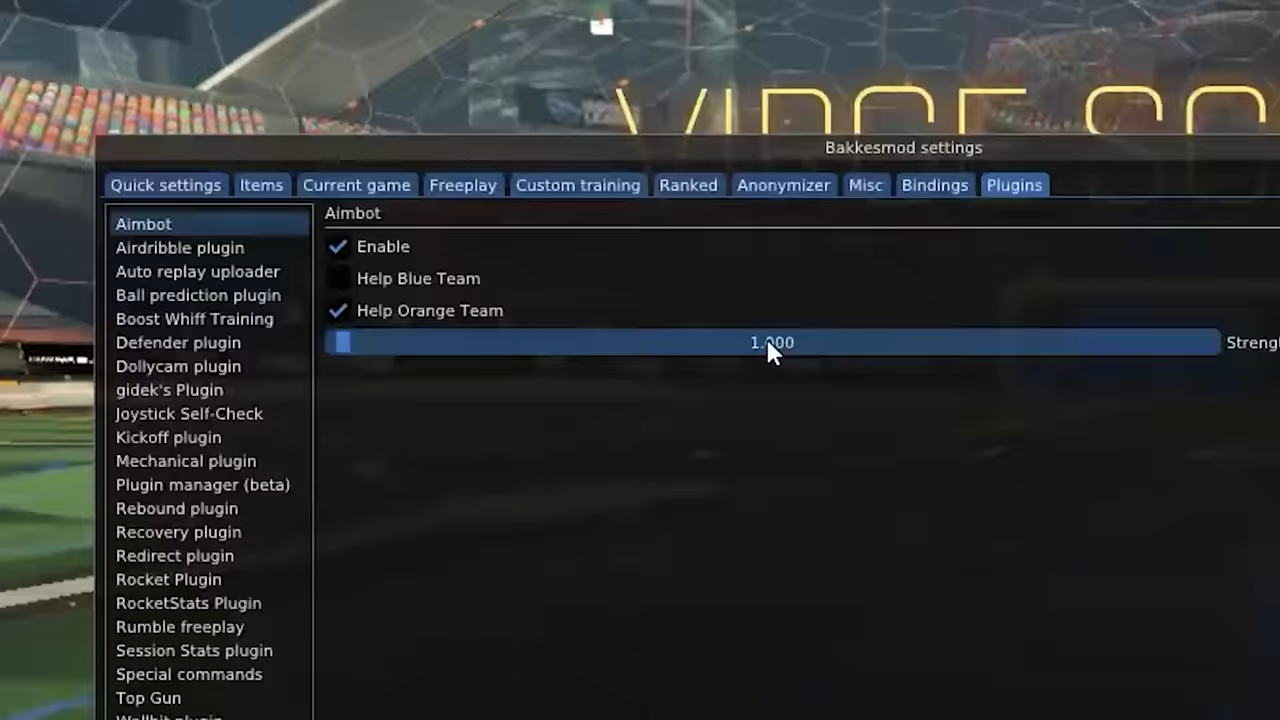 Bakkesmod settings
Quick settings Items Current game Freeplay Custom training Ranked Anonymizer Misc Bindings Plugins
Aimbot
Airdribble plugin
Auto replay uploader
Ball prediction plugin
Boost Whiff Training
Defender plugin
Dollycam plugin
gidek's Plugin
Joystick Self-Check
Kickoff plugin
Mechanical plugin
Plugin manager (beta)
Rebound plugin
Recovery plugin
Redirect plugin
Rocket Plugin
RocketStats Plugin
Rumble freeplay
Session Stats plugin
Special commands
Top Gun
Aimbot
Enable
Help Blue Team
Help Orange Team
1.000